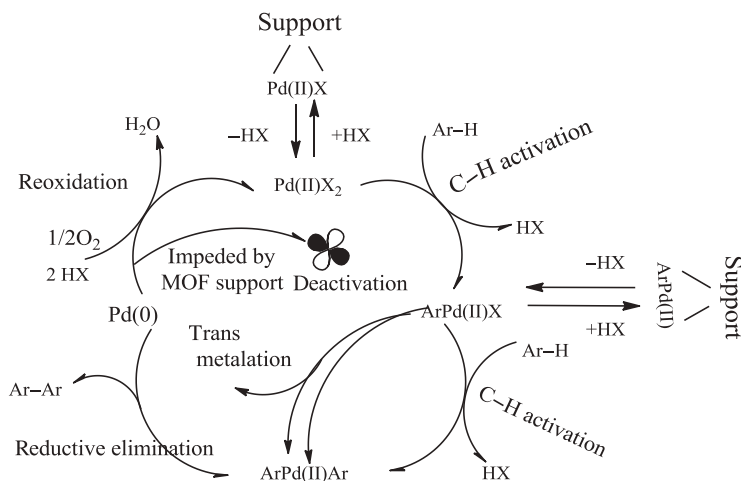 Support
Pd(II)X
–HX
+HX
H₂O
Ar–H
C–H activation
Reoxidation
Pd(II)X₂
HX
1/2O₂
2 HX
Impeded by
MOF support
Deactivation
–HX
+HX
ArPd(II)
Support
Pd(0)
ArPd(II)X
Trans
metalation
Ar–H
Ar–Ar
C–H activation
Reductive elimination
ArPd(II)Ar
HX